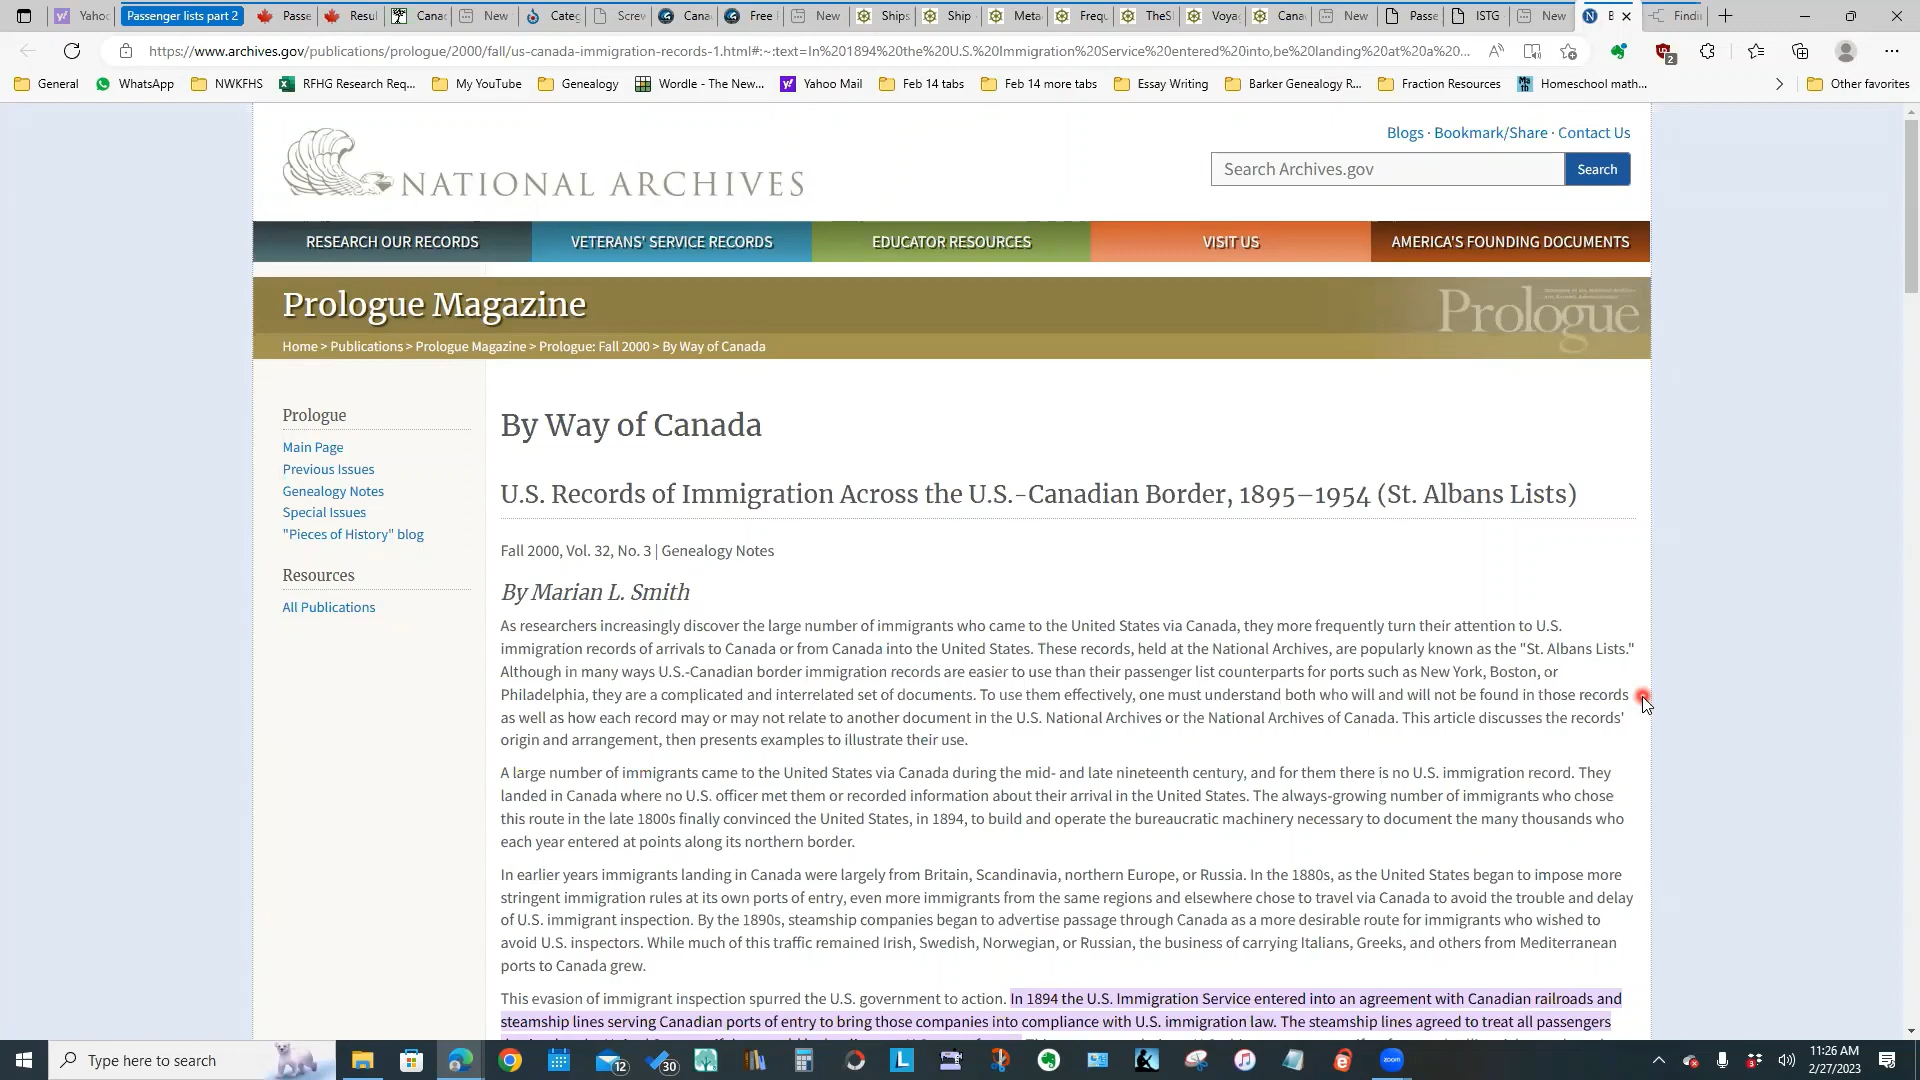 Yahoo
Passenger lists part 2
Passe
Resul
Canad
New
Categ
Screw
Cana
Free
New
Ships
Ship
Meta
Frequ
TheS
Voyag
Cana
New
Passe
ISTG
New
B
Findi
https://www.archives.gov/publications/prologue/2000/fall/us-canada-immigration-records-1.html#:~:text=In%201894%20the%20U.S.%20Immigration%20Service%20entered%20into,be%20landing%20at%20a%20...
General
WhatsApp
NWKFHS
RFHG Research Req...
My YouTube
Genealogy
Wordle - The New...
Yahoo Mail
Feb 14 tabs
Feb 14 more tabs
Essay Writing
Barker Genealogy R...
Fraction Resources
Homeschool math...
Other favorites
NATIONAL ARCHIVES
Blogs · Bookmark/Share · Contact Us
Search Archives.gov
Search
RESEARCH OUR RECORDS
VETERANS' SERVICE RECORDS
EDUCATOR RESOURCES
VISIT US
AMERICA'S FOUNDING DOCUMENTS
Prologue Magazine
Prologue
Home > Publications > Prologue Magazine > Prologue: Fall 2000 > By Way of Canada
Prologue
Main Page
Previous Issues
Genealogy Notes
Special Issues
"Pieces of History" blog
Resources
All Publications
By Way of Canada
U.S. Records of Immigration Across the U.S.-Canadian Border, 1895–1954 (St. Albans Lists)
Fall 2000, Vol. 32, No. 3 | Genealogy Notes
By Marian L. Smith
As researchers increasingly discover the large number of immigrants who came to the United States via Canada, they more frequently turn their attention to U.S.
immigration records of arrivals to Canada or from Canada into the United States. These records, held at the National Archives, are popularly known as the "St. Albans Lists."
Although in many ways U.S.-Canadian border immigration records are easier to use than their passenger list counterparts for ports such as New York, Boston, or
Philadelphia, they are a complicated and interrelated set of documents. To use them effectively, one must understand both who will and will not be found in those records
as well as how each record may or may not relate to another document in the U.S. National Archives or the National Archives of Canada. This article discusses the records'
origin and arrangement, then presents examples to illustrate their use.
A large number of immigrants came to the United States via Canada during the mid- and late nineteenth century, and for them there is no U.S. immigration record. They
landed in Canada where no U.S. officer met them or recorded information about their arrival in the United States. The always-growing number of immigrants who chose
this route in the late 1800s finally convinced the United States, in 1894, to build and operate the bureaucratic machinery necessary to document the many thousands who
each year entered at points along its northern border.
In earlier years immigrants landing in Canada were largely from Britain, Scandinavia, northern Europe, or Russia. In the 1880s, as the United States began to impose more
stringent immigration rules at its own ports of entry, even more immigrants from the same regions and elsewhere chose to travel via Canada to avoid the trouble and delay
of U.S. immigrant inspection. By the 1890s, steamship companies began to advertise passage through Canada as a more desirable route for immigrants who wished to
avoid U.S. inspectors. While much of this traffic remained Irish, Swedish, Norwegian, or Russian, the business of carrying Italians, Greeks, and others from Mediterranean
ports to Canada grew.
This evasion of immigrant inspection spurred the U.S. government to action. In 1894 the U.S. Immigration Service entered into an agreement with Canadian railroads and
steamship lines serving Canadian ports of entry to bring those companies into compliance with U.S. immigration law. The steamship lines agreed to treat all passengers
Type here to search
12
30
zoom
11:26 AM
2/27/2023